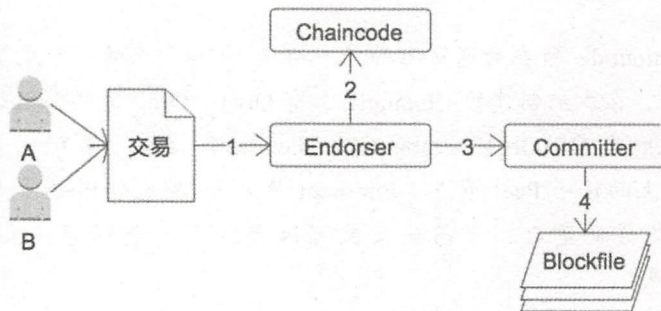 Chaincode
2
A
交易
1
Endorser
3
Committer
B
4
Blockfile